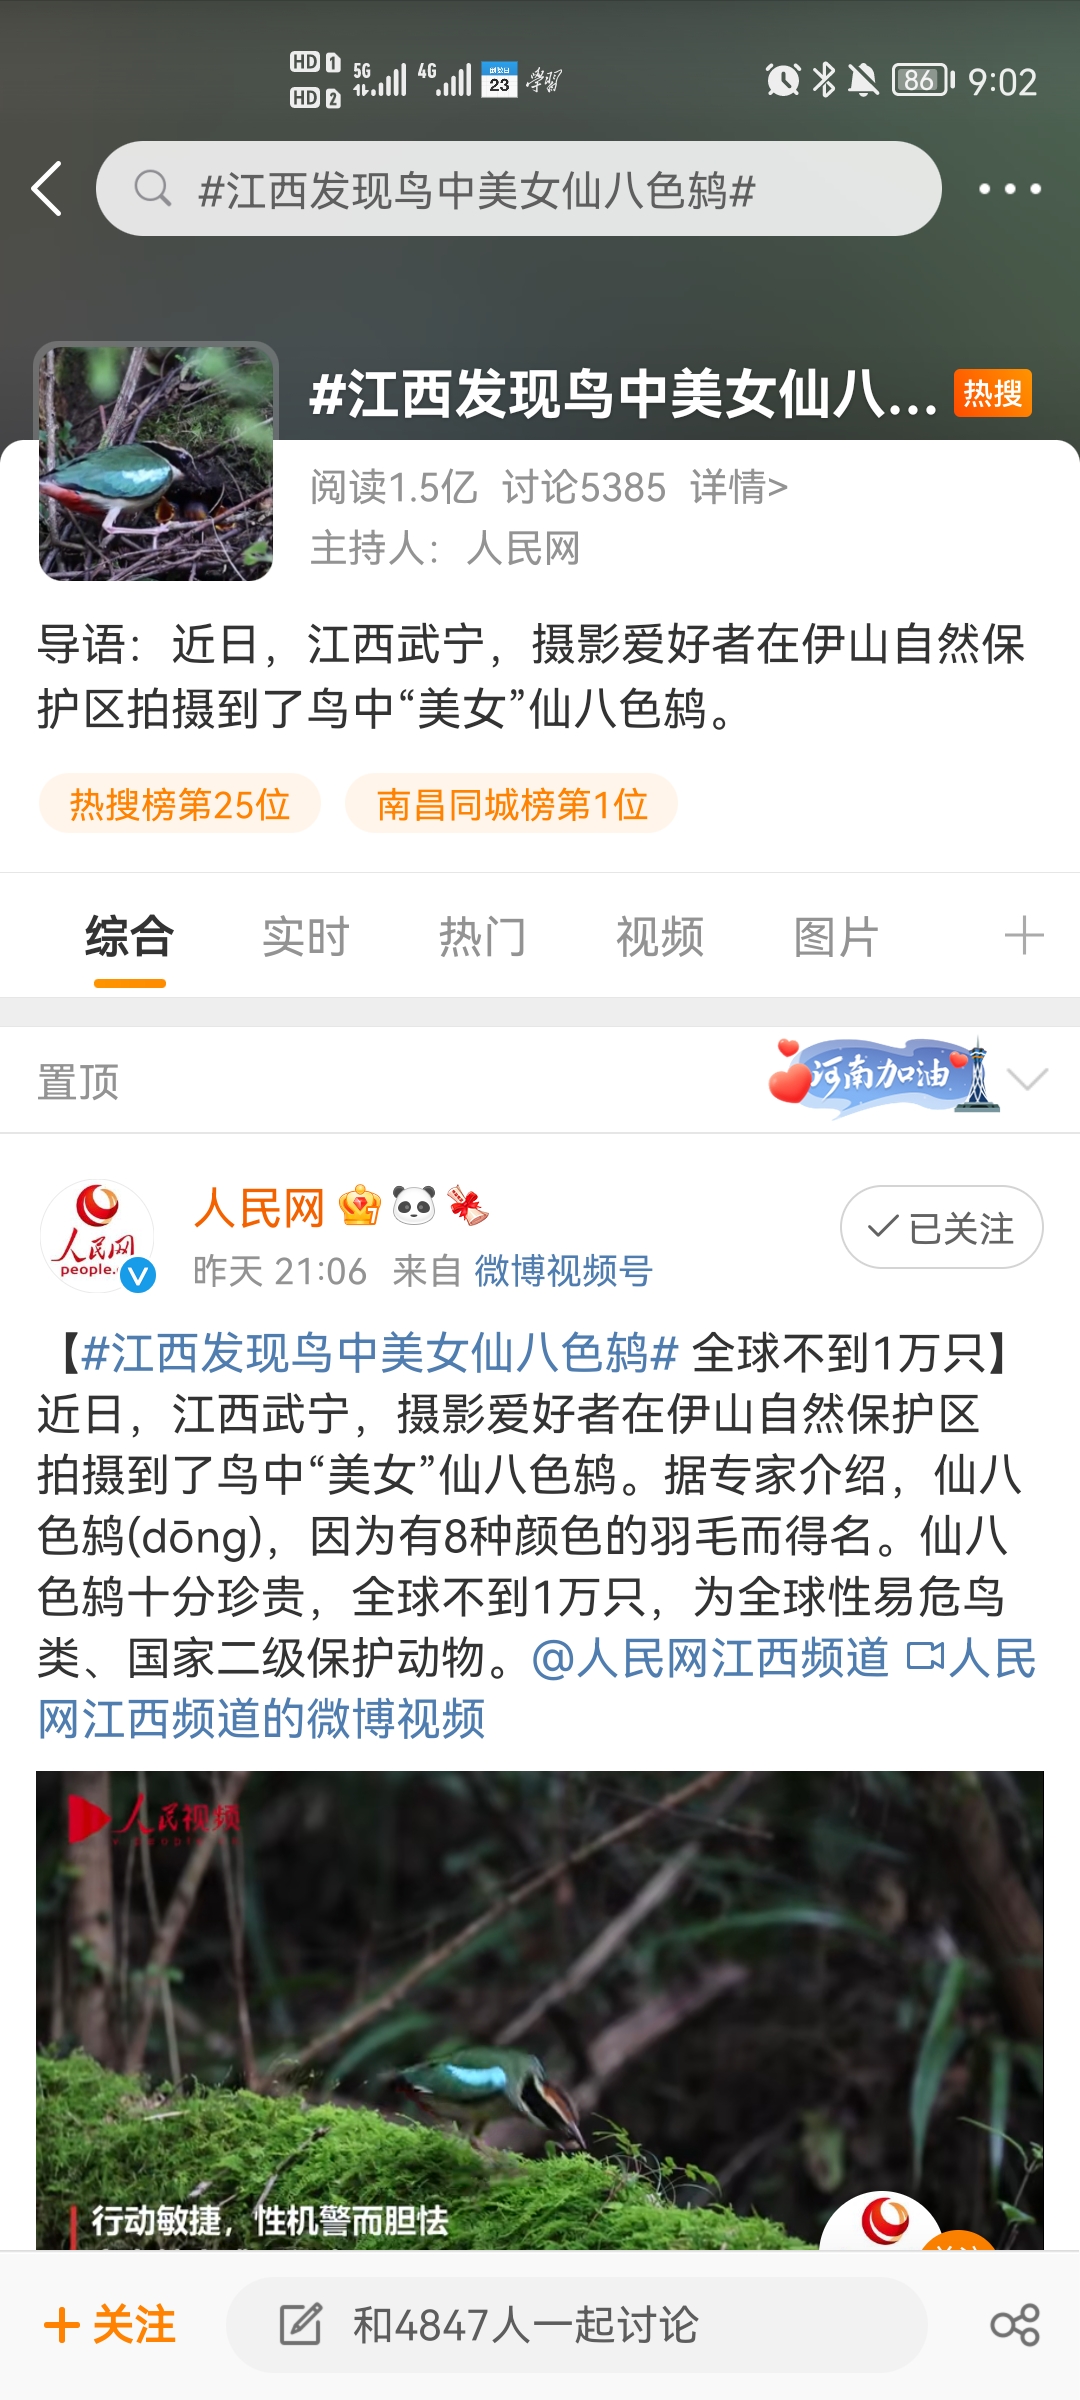 HD 1 5G 4G 倒数日 學習 86 9:02
HD 2 23
#江西发现鸟中美女仙八色鸫#
#江西发现鸟中美女仙八... 热搜
阅读1.5亿 讨论5385 详情>
主持人：人民网
导语：近日，江西武宁，摄影爱好者在伊山自然保
护区拍摄到了鸟中“美女”仙八色鸫。
热搜榜第25位 南昌同城榜第1位
综合 实时 热门 视频 图片
置顶 河南加油
人民网
people.
人民网 已关注
昨天 21:06 来自 微博视频号
【#江西发现鸟中美女仙八色鸫# 全球不到1万只】
近日，江西武宁，摄影爱好者在伊山自然保护区
拍摄到了鸟中“美女”仙八色鸫。据专家介绍，仙八
色鸫(dōng)，因为有8种颜色的羽毛而得名。仙八
色鸫十分珍贵，全球不到1万只，为全球性易危鸟
类、国家二级保护动物。@人民网江西频道 人民
网江西频道的微博视频
人民视频
行动敏捷，性机警而胆怯
+ 关注 和4847人一起讨论